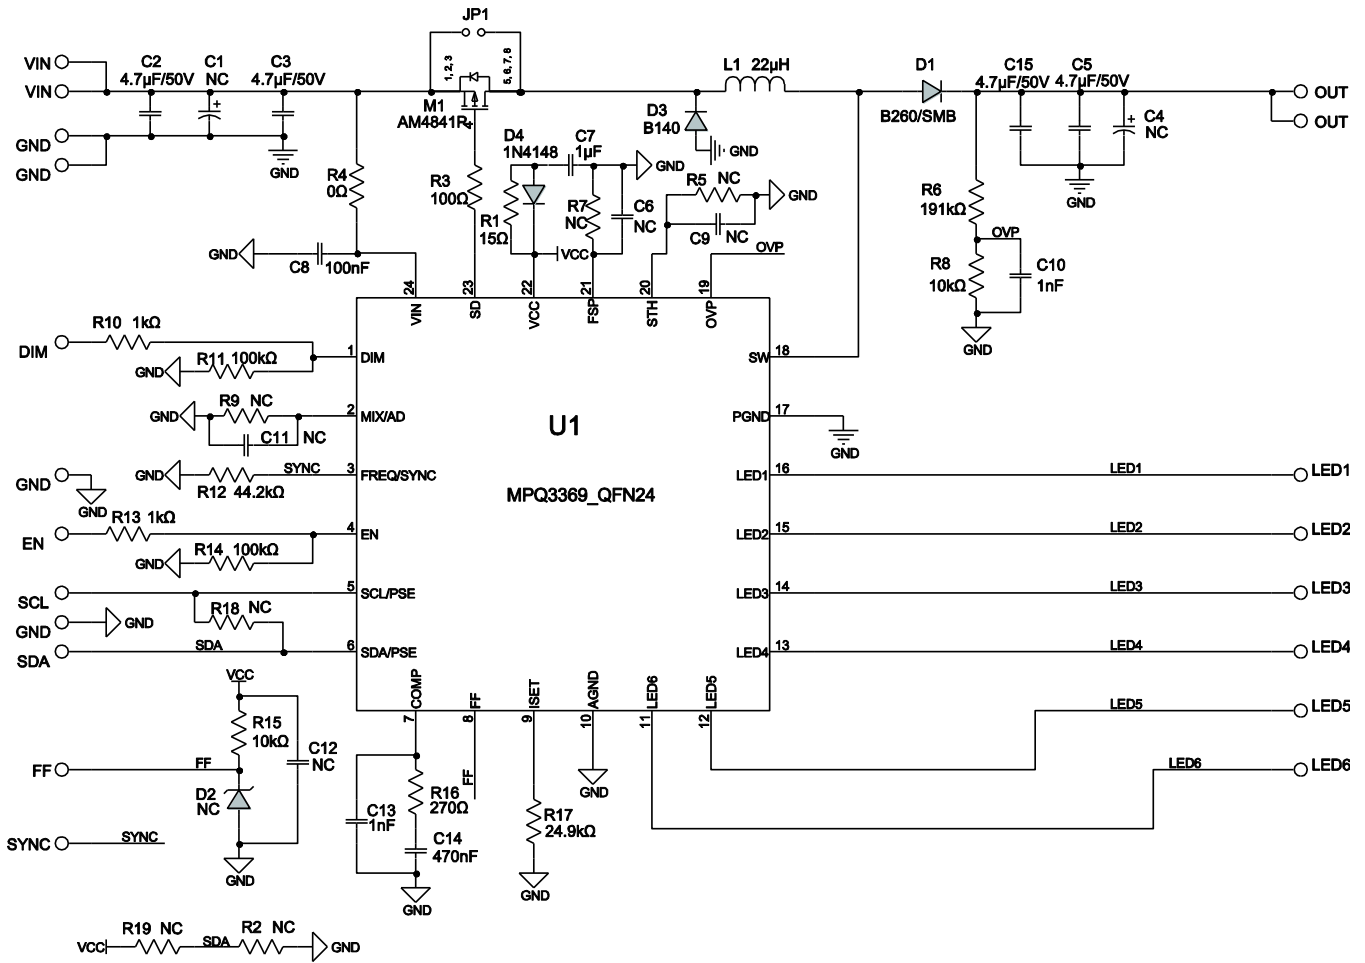 JP1
VIN
C2
4.7µF/50V
C1
NC
C3
4.7µF/50V
1, 2, 3
5, 6, 7, 8
L1 22µH
D1
C15
4.7µF/50V
C5
4.7µF/50V
VIN
M1
AM4841R
D3
B140
B260/SMB
C4
NC
OUT
OUT
GND
GND
GND
D4
1N4148
C7
1µF
GND
GND
R4
0Ω
R3
100Ω
R1
15Ω
R7
NC
C6
NC
R5 NC
GND
C9 NC
R6
191kΩ
GND
GND
C8 100nF
VCC
OVP
OVP
R8
10kΩ
C10
1nF
GND
24
23
22
21
20
19
VIN
SD
VCC
FSP
STH
OVP
DIM
R10 1kΩ
GND
R11 100kΩ
1
DIM
SW
18
GND
R9 NC
C11 NC
2
MIX/AD
U1
PGND
17
GND
GND
GND
GND
R12 44.2kΩ
SYNC
3
FREQ/SYNC
MPQ3369_QFN24
LED1
16
LED1
LED1
EN
R13 1kΩ
GND
R14 100kΩ
4
EN
LED2
15
LED2
LED2
SCL
R18 NC
5
SCL/PSE
LED3
14
LED3
LED3
GND
GND
SDA
SDA
6
SDA/PSE
LED4
13
LED4
LED4
COMP
FF
ISET
AGND
LED6
LED5
7
8
9
10
11
12
LED5
LED5
LED6
LED6
VCC
R15
10kΩ
C12
NC
FF
FF
D2
NC
GND
SYNC
SYNC
C13
1nF
R16
270Ω
C14
470nF
GND
FF
R17
24.9kΩ
GND
GND
VCC
R19 NC
SDA
R2 NC
GND